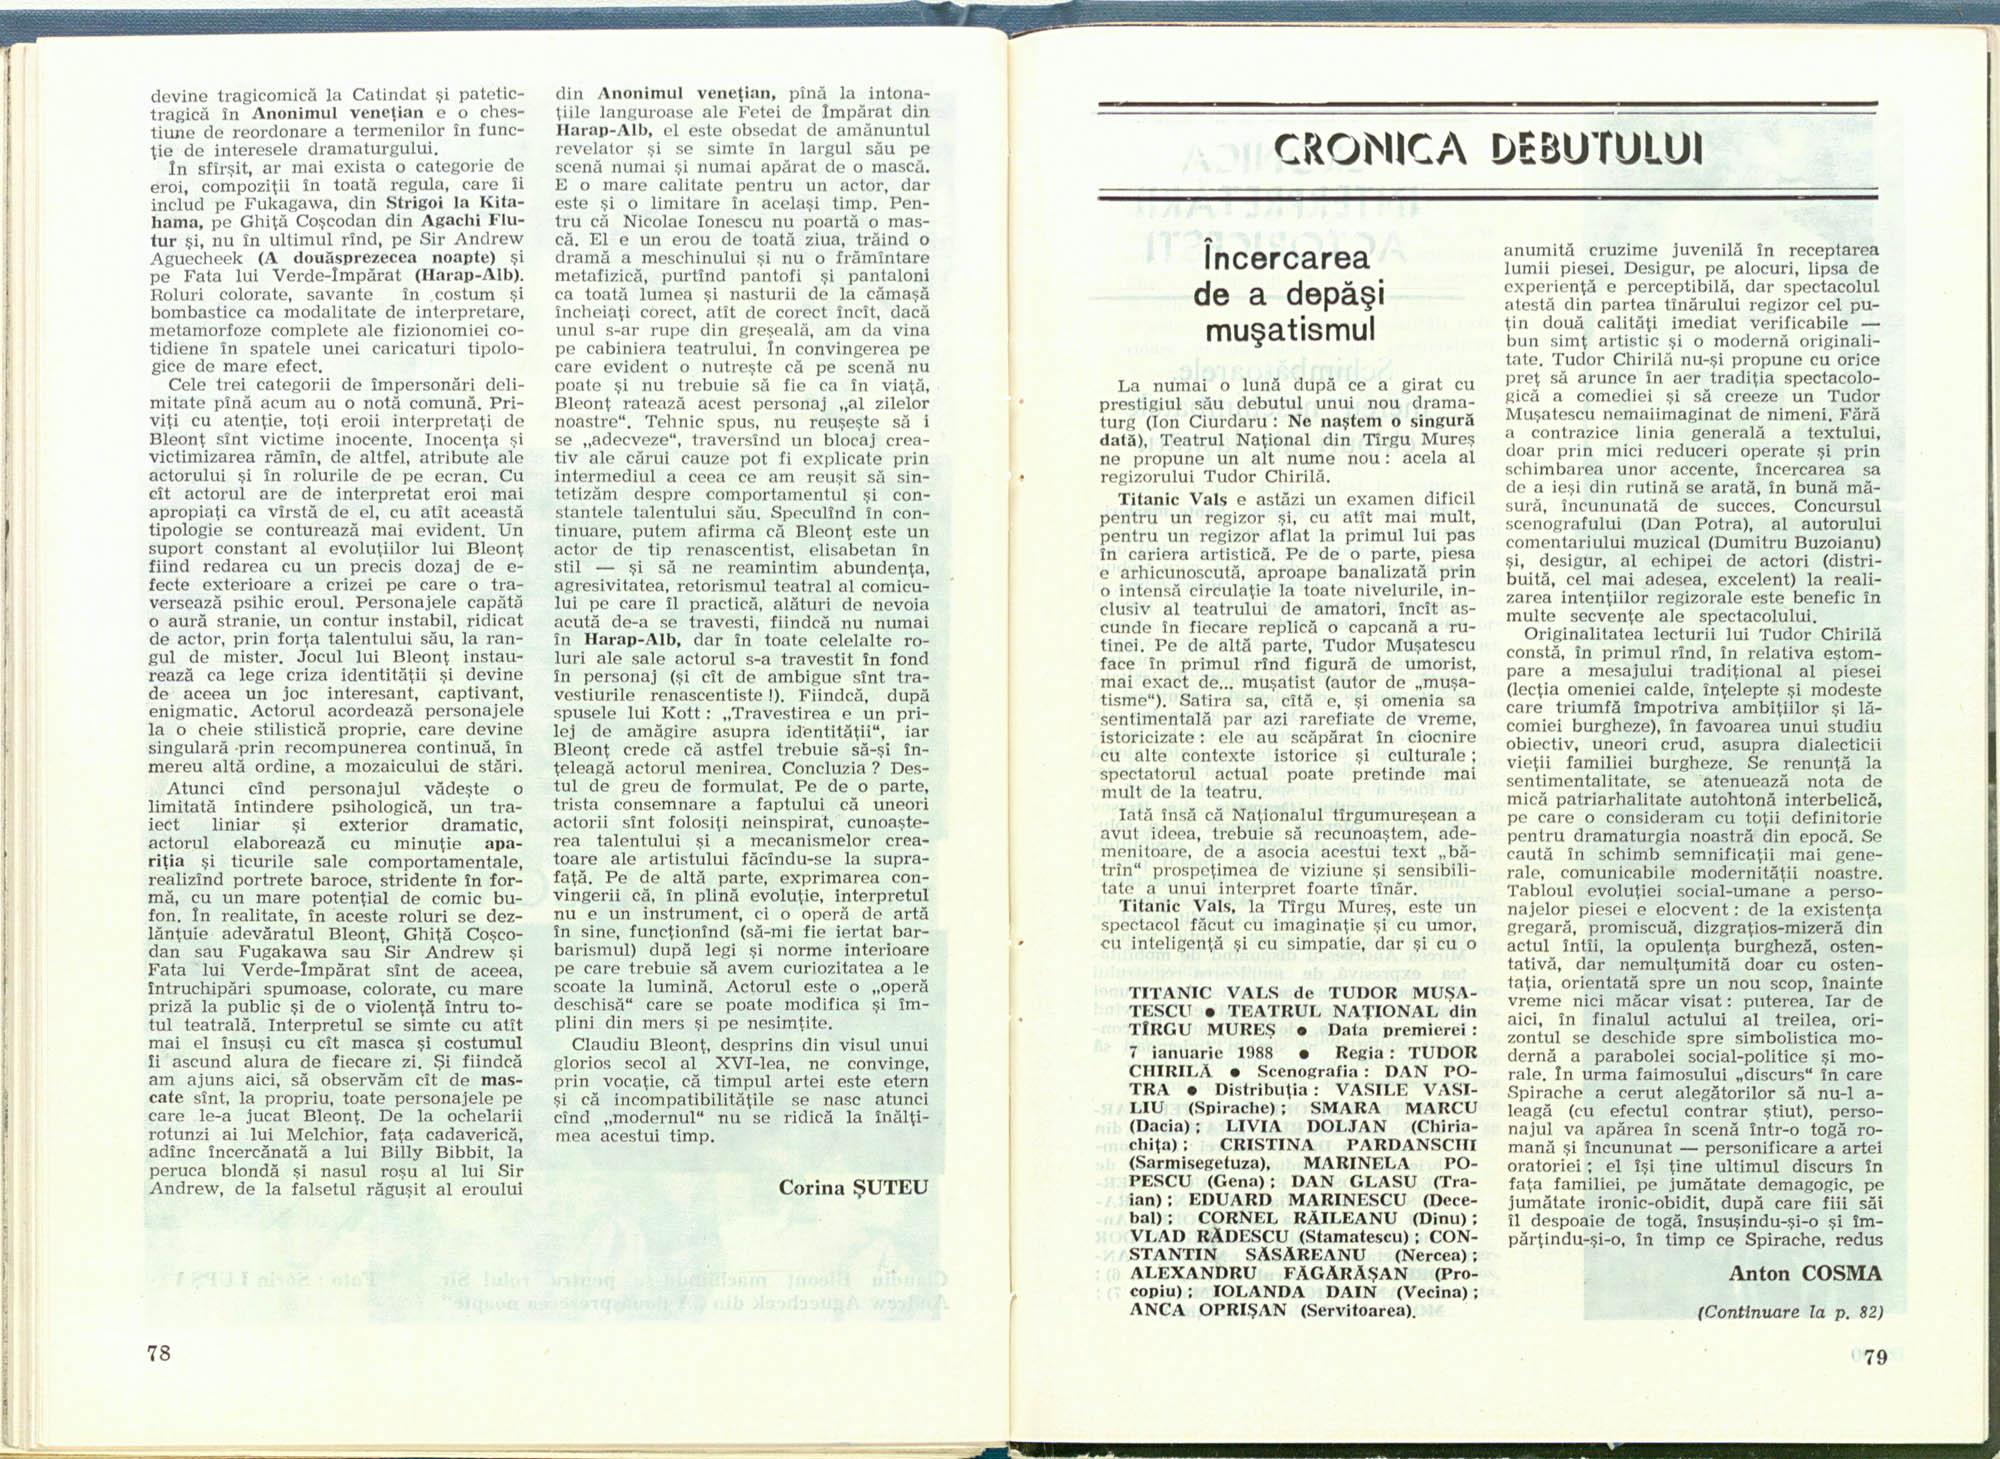 devine tragicomică la Catindat și patetic-
tragică în Anonimul venețian e o ches-
tiune de reordonare a termenilor în func-
ție de interesele dramaturgului.
În sfîrșit, ar mai exista o categorie de
eroi, compoziții în toată regula, care îi
includ pe Fukagawa, din Strigoi la Kita-
hama, pe Ghiță Coșcodan din Agachi Flu-
tur și, nu în ultimul rînd, pe Sir Andrew
Aguecheek (A douăsprezecea noapte) și
pe Fata lui Verde-Împărat (Harap-Alb).
Roluri colorate, savante în costum și
bombastice ca modalitate de interpretare,
metamorfoze complete ale fizionomiei co-
tidiene în spatele unei caricaturi tipolo-
gice de mare efect.
Cele trei categorii de împersonări deli-
mitate pînă acum au o notă comună. Pri-
viți cu atenție, toți eroii interpretați de
Bleonț sînt victime inocente. Inocența și
victimizarea rămîn, de altfel, atribute ale
actorului și în rolurile de pe ecran. Cu
cît actorul are de interpretat eroi mai
apropiați ca vîrstă de el, cu atît această
tipologie se conturează mai evident. Un
suport constant al evoluțiilor lui Bleonț
fiind redarea cu un precis dozaj de e-
fecte exterioare a crizei pe care o tra-
versează psihic eroul. Personajele capătă
o aură stranie, un contur instabil, ridicat
de actor, prin forța talentului său, la ran-
gul de mister. Jocul lui Bleonț instau-
rează ca lege criza identității și devine
de aceea un joc interesant, captivant,
enigmatic. Actorul acordează personajele
la o cheie stilistică proprie, care devine
singulară prin recompunerea continuă, în
mereu altă ordine, a mozaicului de stări.
Atunci cînd personajul vădește o
limitată întindere psihologică, un tra-
iect liniar și exterior dramatic,
actorul elaborează cu minuție apa-
riția și ticurile sale comportamentale,
realizînd portrete baroce, stridente în for-
mă, cu un mare potențial de comic bu-
fon. În realitate, în aceste roluri se dez-
lănțuie adevăratul Bleonț, Ghiță Coșco-
dan sau Fugakawa sau Sir Andrew și
Fata lui Verde-Împărat sînt de aceea,
întruchipări spumoase, colorate, cu mare
priză la public și de o violență întru to-
tul teatrală. Interpretul se simte cu atît
mai el însuși cu cît masca și costumul
îi ascund alura de fiecare zi. Și fiindcă
am ajuns aici, să observăm cît de mas-
cate sînt, la propriu, toate personajele pe
care le-a jucat Bleonț. De la ochelarii
rotunzi ai lui Melchior, fața cadaverică,
adînc încercănată a lui Billy Bibbit, la
peruca blondă și nasul roșu al lui Sir
Andrew, de la falsetul răgușit al eroului
din Anonimul venețian, pînă la intona-
țiile languroase ale Fetei de Împărat din
Harap-Alb, el este obsedat de amănuntul
revelator și se simte în largul său pe
scenă numai și numai apărat de o mască.
E o mare calitate pentru un actor, dar
este și o limitare în același timp. Pen-
tru că Nicolae Ionescu nu poartă o mas-
că. El e un erou de toată ziua, trăind o
dramă a meschinului și nu o frămîntare
metafizică, purtînd pantofi și pantaloni
ca toată lumea și nasturii de la cămașă
încheiați corect, atît de corect încît, dacă
unul s-ar rupe din greșeală, am da vina
pe cabiniera teatrului. În convingerea pe
care evident o nutrește că pe scenă nu
poate și nu trebuie să fie ca în viață,
Bleonț ratează acest personaj „al zilelor
noastre“. Tehnic spus, nu reușește să i
se „adecveze“, traversînd un blocaj crea-
tiv ale cărui cauze pot fi explicate prin
intermediul a ceea ce am reușit să sin-
tetizăm despre comportamentul și con-
stantele talentului său. Speculînd în con-
tinuare, putem afirma că Bleonț este un
actor de tip renascentist, elisabetan în
stil — și să ne reamintim abundența,
agresivitatea, retorismul teatral al comicu-
lui pe care îl practică, alături de nevoia
acută de-a se travesti, fiindcă nu numai
în Harap-Alb, dar în toate celelalte ro-
luri ale sale actorul s-a travestit în fond
în personaj (și cît de ambigue sînt tra-
vestiurile renascentiste !). Fiindcă, după
spusele lui Kott : „Travestirea e un pri-
lej de amăgire asupra identității“, iar
Bleonț crede că astfel trebuie să-și în-
țeleagă actorul menirea. Concluzia ? Des-
tul de greu de formulat. Pe de o parte,
trista consemnare a faptului că uneori
actorii sînt folosiți neinspirat, cunoaște-
rea talentului și a mecanismelor crea-
toare ale artistului făcîndu-se la supra-
față. Pe de altă parte, exprimarea con-
vingerii că, în plină evoluție, interpretul
nu e un instrument, ci o operă de artă
în sine, funcționînd (să-mi fie iertat bar-
barismul) după legi și norme interioare
pe care trebuie să avem curiozitatea a le
scoate la lumină. Actorul este o „operă
deschisă“ care se poate modifica și îm-
plini din mers și pe nesimțite.
Claudiu Bleonț, desprins din visul unui
glorios secol al XVI-lea, ne convinge,
prin vocație, că timpul artei este etern
și că incompatibilitățile se nasc atunci
cînd „modernul“ nu se ridică la înălți-
mea acestui timp.
Corina ȘUTEU
78
CRONICA DEBUTULUI
Încercarea
de a depăși
mușatismul
La numai o lună după ce a girat cu
prestigiul său debutul unui nou drama-
turg (Ion Ciurdaru : Ne naștem o singură
dată), Teatrul Național din Tîrgu Mureș
ne propune un alt nume nou : acela al
regizorului Tudor Chirilă.
Titanic Vals e astăzi un examen dificil
pentru un regizor și, cu atît mai mult,
pentru un regizor aflat la primul lui pas
în cariera artistică. Pe de o parte, piesa
e arhicunoscută, aproape banalizată prin
o intensă circulație la toate nivelurile, in-
clusiv al teatrului de amatori, încît as-
cunde în fiecare replică o capcană a ru-
tinei. Pe de altă parte, Tudor Mușatescu
face în primul rînd figură de umorist,
mai exact de... mușatist (autor de „mușa-
tisme“). Satira sa, cîtă e, și omenia sa
sentimentală par azi rarefiate de vreme,
istoricizate : ele au scăpărat în ciocnire
cu alte contexte istorice și culturale ;
spectatorul actual poate pretinde mai
mult de la teatru.
Iată însă că Naționalul tîrgumureșean a
avut ideea, trebuie să recunoaștem, ade-
menitoare, de a asocia acestui text „bă-
trîn“ prospețimea de viziune și sensibili-
tate a unui interpret foarte tînăr.
Titanic Vals, la Tîrgu Mureș, este un
spectacol făcut cu imaginație și cu umor,
cu inteligență și cu simpatie, dar și cu o
TITANIC VALS de TUDOR MUȘA-
TESCU ● TEATRUL NAȚIONAL din
TÎRGU MUREȘ ● Data premierei :
7 ianuarie 1988 ● Regia : TUDOR
CHIRILĂ ● Scenografia : DAN PO-
TRA ● Distribuția : VASILE VASI-
LIU (Spirache) ; SMARA MARCU
(Dacia) ; LIVIA DOLJAN (Chiria-
chița) ; CRISTINA PARDANSCHI
(Sarmisegetuza), MARINELA PO-
PESCU (Gena) ; DAN GLASU (Tra-
ian) ; EDUARD MARINESCU (Dece-
bal) ; CORNEL RĂILEANU (Dinu) ;
VLAD RĂDESCU (Stamatescu) ; CON-
STANTIN SĂSĂREANU (Nercea) ;
ALEXANDRU FĂGĂRĂȘAN (Pro-
copiu) ; IOLANDA DAIN (Vecina) ;
ANCA OPRIȘAN (Servitoarea).
anumită cruzime juvenilă în receptarea
lumii piesei. Desigur, pe alocuri, lipsa de
experiență e perceptibilă, dar spectacolul
atestă din partea tînărului regizor cel pu-
țin două calități imediat verificabile —
bun simț artistic și o modernă originali-
tate. Tudor Chirilă nu-și propune cu orice
preț să arunce în aer tradiția spectacolo-
gică a comediei și să creeze un Tudor
Mușatescu nemaiimaginat de nimeni. Fără
a contrazice linia generală a textului,
doar prin mici reduceri operate și prin
schimbarea unor accente, încercarea sa
de a ieși din rutină se arată, în bună mă-
sură, încununată de succes. Concursul
scenografului (Dan Potra), al autorului
comentariului muzical (Dumitru Buzoianu)
și, desigur, al echipei de actori (distri-
buită, cel mai adesea, excelent) la reali-
zarea intențiilor regizorale este benefic în
multe secvențe ale spectacolului.
Originalitatea lecturii lui Tudor Chirilă
constă, în primul rînd, în relativa estom-
pare a mesajului tradițional al piesei
(lecția omeniei calde, înțelepte și modeste
care triumfă împotriva ambițiilor și lă-
comiei burgheze), în favoarea unui studiu
obiectiv, uneori crud, asupra dialecticii
vieții familiei burgheze. Se renunță la
sentimentalitate, se atenuează nota de
mică patriarhalitate autohtonă interbelică,
pe care o consideram cu toții definitorie
pentru dramaturgia noastră din epocă. Se
caută în schimb semnificații mai gene-
rale, comunicabile modernității noastre.
Tabloul evoluției social-umane a perso-
najelor piesei e elocvent : de la existența
gregară, promiscuă, dizgrațios-mizeră din
actul întîi, la opulența burgheză, osten-
tativă, dar nemulțumită doar cu osten-
tația, orientată spre un nou scop, înainte
vreme nici măcar visat : puterea. Iar de
aici, în finalul actului al treilea, ori-
zontul se deschide spre simbolistica mo-
dernă a parabolei social-politice și mo-
rale. În urma faimosului „discurs“ în care
Spirache a cerut alegătorilor să nu-l a-
leagă (cu efectul contrar știut), perso-
najul va apărea în scenă într-o togă ro-
mană și încununat — personificare a artei
oratoriei ; el își ține ultimul discurs în
fața familiei, pe jumătate demagogic, pe
jumătate ironic-obidit, după care fiii săi
îl despoaie de togă, însușindu-și-o și îm-
părțindu-și-o, în timp ce Spirache, redus
Anton COSMA
(Continuare la p. 82)
79